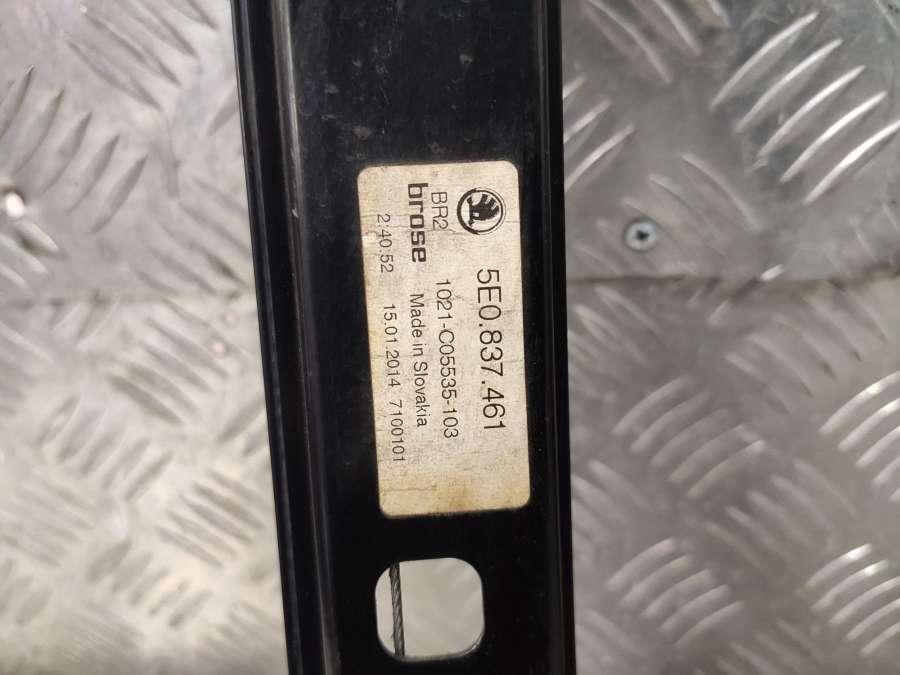 5E0.837.461
BR2 1021-C05535-103
brose Made in Slovakia
2:40:52 15.01.2014 7100101